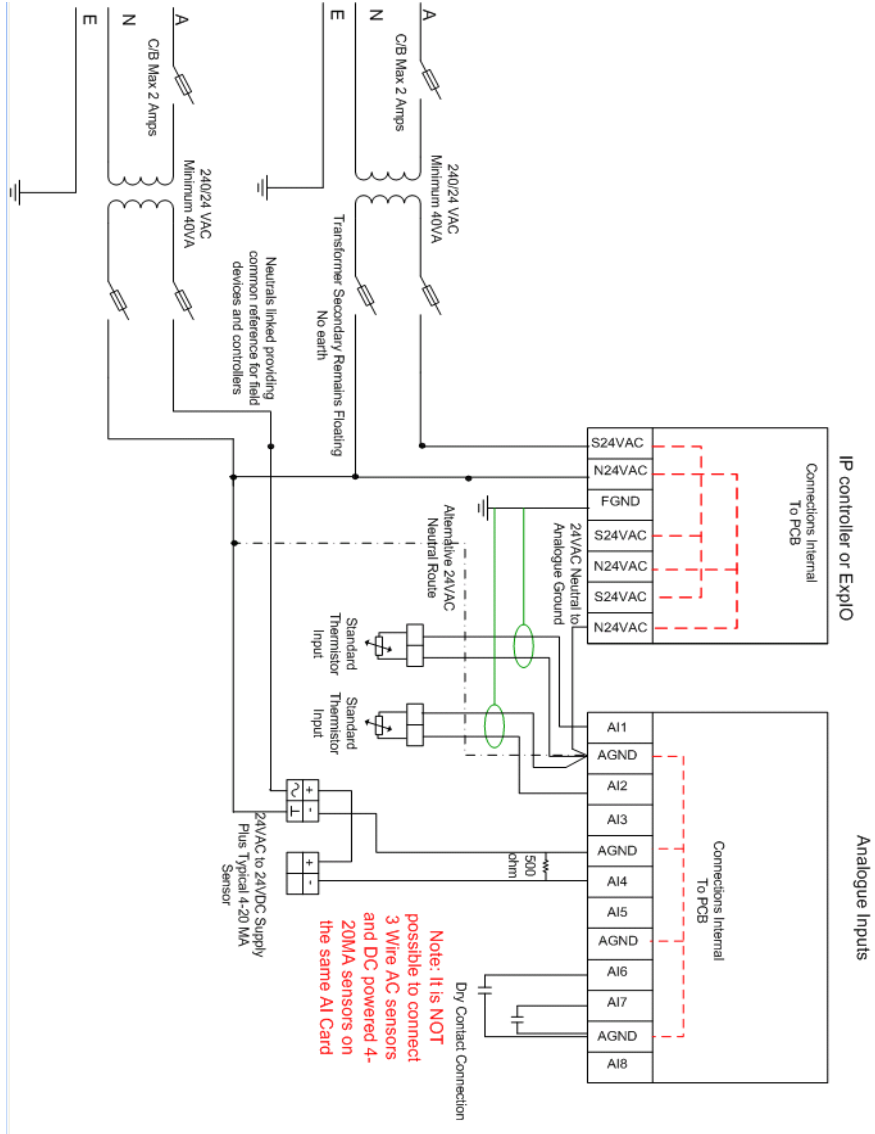 E
N
A
C/B Max 2 Amps
240/24 VAC
Minimum 40VA
E
N
A
C/B Max 2 Amps
240/24 VAC
Minimum 40VA
Transformer Secondary Remains Floating
No earth
Neutrals linked providing
common reference for field
devices and controllers
IP controller or ExpIO
Connections Internal
To PCB
S24VAC
N24VAC
FGND
S24VAC
N24VAC
S24VAC
N24VAC
24VAC Neutral to
Analogue Ground
Alternative 24VAC
Neutral Route
Standard
Thermistor
Input
Standard
Thermistor
Input
Analogue Inputs
Connections Internal
To PCB
AI1
AGND
AI2
AI3
AGND
AI4
AI5
AGND
AI6
AI7
AGND
AI8
500
ohm
+
-
+
-
24VAC to 24VDC Supply
Plus Typical 4-20 MA
Sensor
Note: It is NOT
possible to connect
3 Wire AC sensors
and DC powered 4-
20MA sensors on
the same AI Card
Dry Contact Connection